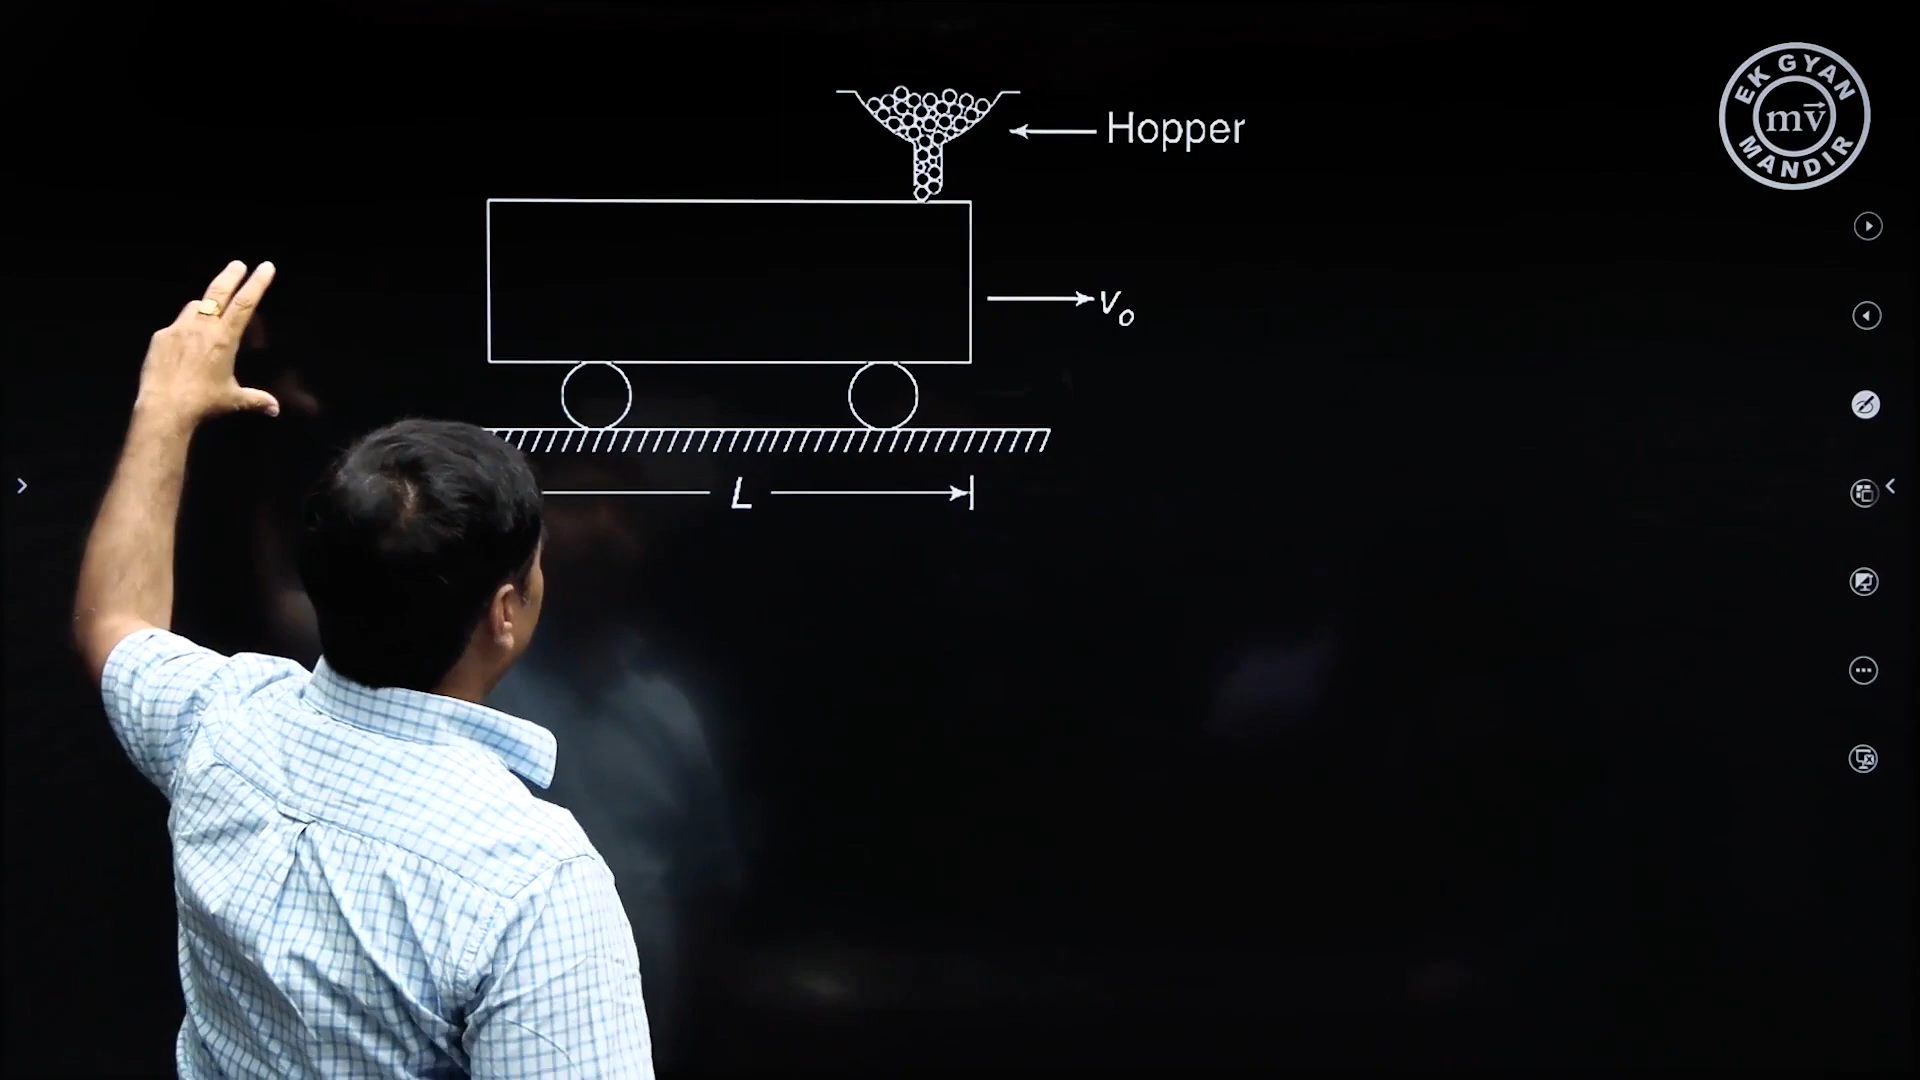 EK GYAN
mv
MANDIR
Hopper
v₀
L